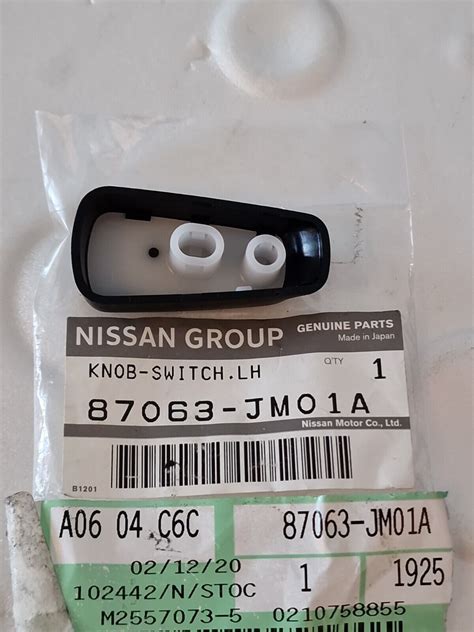 NISSAN GROUP GENUINE PARTS
Made in Japan
KNOB-SWITCH.LH QTY 1
87063-JM01A
Nissan Motor Co., Ltd.
B1201
A06 04 C6C 87063-JM01A
02/12/20 1 1925
102442/N/STOC
M2557073-5 0210758855